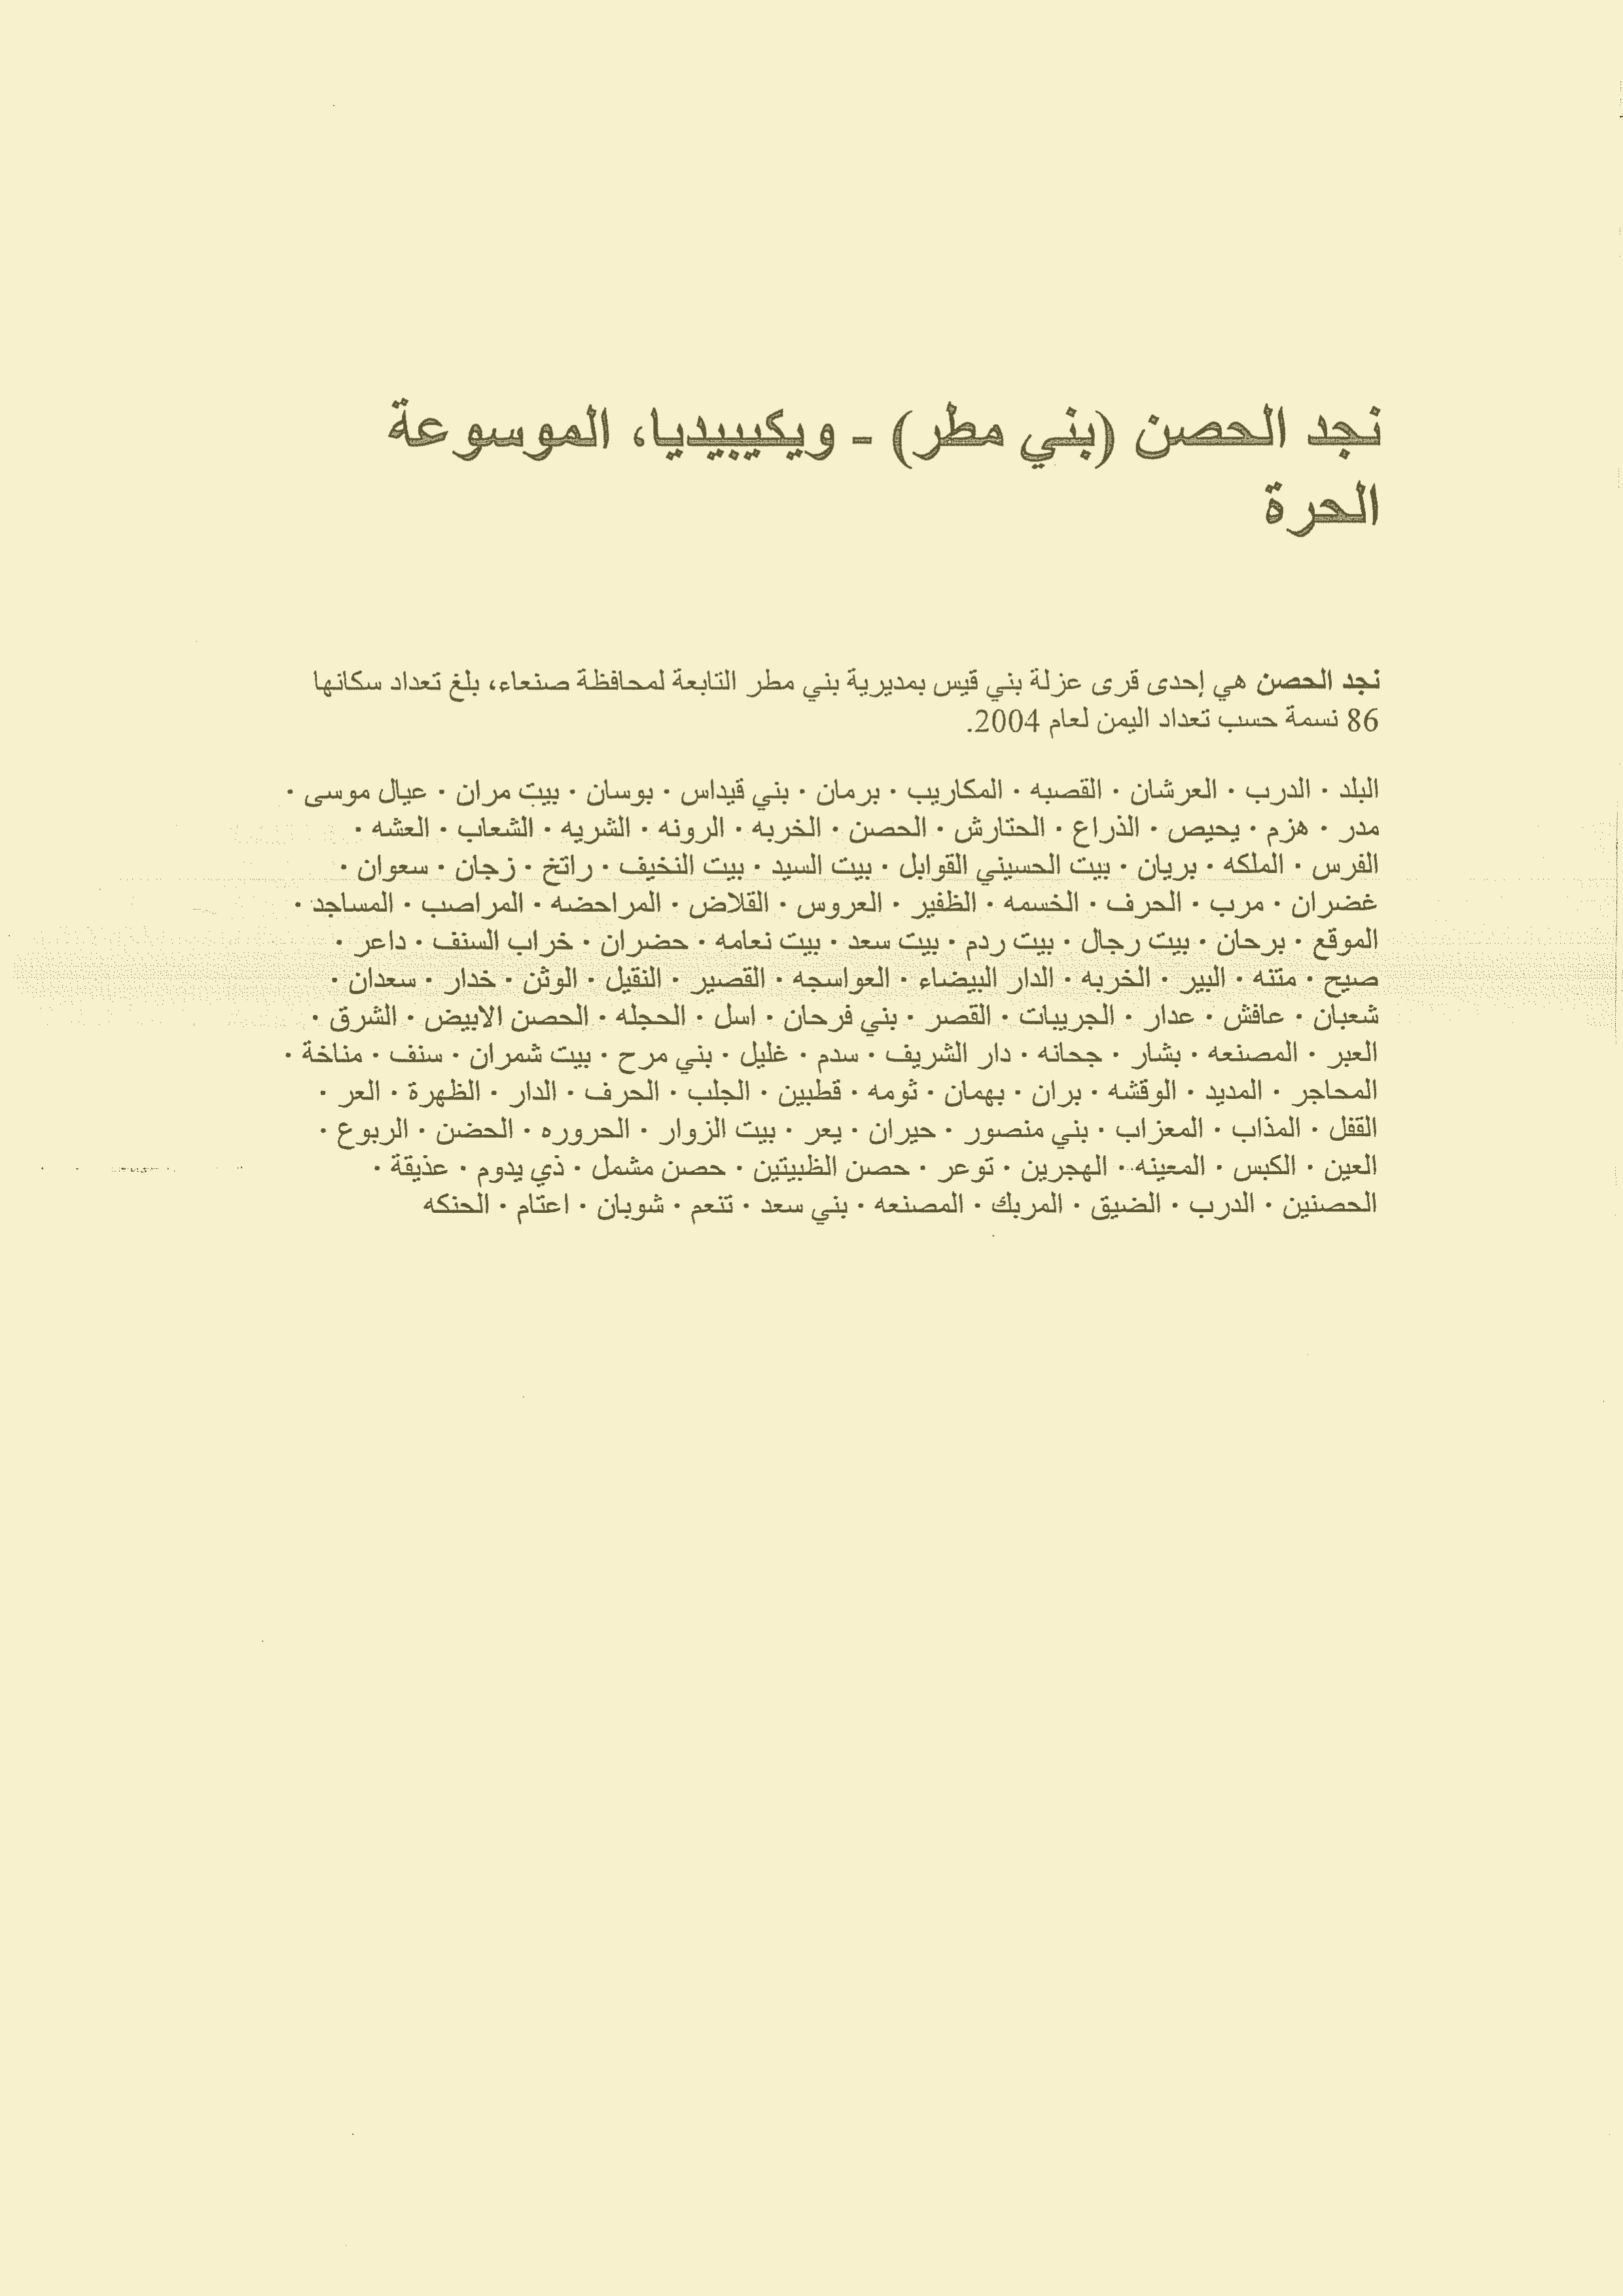 نجد الحصن (بني مطر) - ويكيبيديا، الموسوعة
الحرة
نجد الحصن هي إحدى قرى عزلة بني قيس بمديرية بني مطر التابعة لمحافظة صنعاء، بلغ تعداد سكانها
86 نسمة حسب تعداد اليمن لعام 2004.
البلد · الدرب · العرشان · القصبه · المكاريب · برمان · بني قيداس · بوسان · بيت مران · عيال موسى ·
مدر · هزم · يحيص · الذراع · الحتارش · الحصن · الخربه · الرونه · الشريه · الشعاب · العشه ·
الفرس · الملكه · بريان · بيت الحسيني القوابل · بيت السيد · بيت النخيف · راتخ · زجان · سعوان ·
غضران · مرب · الحرف · الخسمه · الظفير · العروس · القلاض · المراحضه · المراصب · المساجد ·
الموقع · برحان · بيت رجال · بيت ردم · بيت سعد · بيت نعامه · حضران · خراب السنف · داعر ·
صيح · متنه · البير · الخربه · الدار البيضاء · العواسجه · القصير · النقيل · الوثن · خدار · سعدان ·
شعبان · عافش · عدار · الجريبات · القصر · بني فرحان · اسل · الحجله · الحصن الابيض · الشرق ·
العبر · المصنعه · بشار · جحانه · دار الشريف · سدم · غليل · بني مرح · بيت شمران · سنف · مناخة ·
المحاجر · المديد · الوقشه · بران · بهمان · ثومه · قطبين · الجلب · الحرف · الدار · الظهرة · العر ·
القفل · المذاب · المعزاب · بني منصور · حيران · يعر · بيت الزوار · الحروره · الحضن · الربوع ·
العين · الكبس · المعينه · الهجرين · توعر · حصن الظبيتين · حصن مشمل · ذي يدوم · عذيقة ·
الحصنين · الدرب · الضيق · المربك · المصنعه · بني سعد · تنعم · شوبان · اعتام · الحنكه